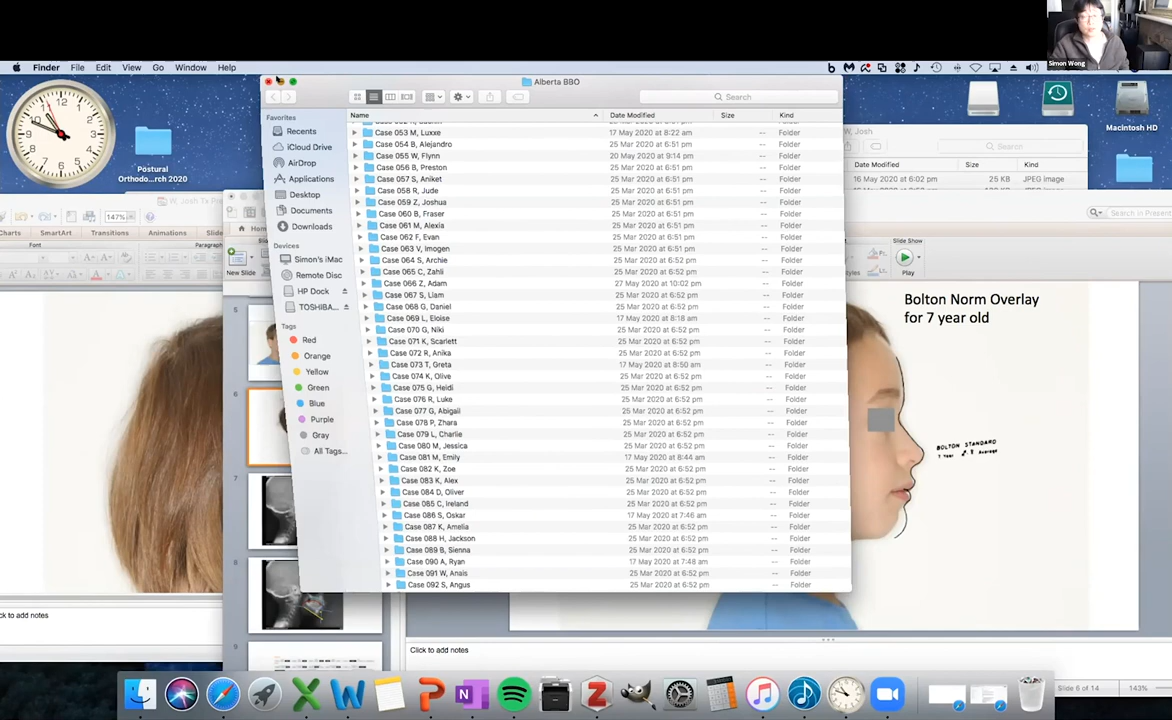 Simon Wong
Finder File Edit View Go Window Help
Alberta BBO
Search
Favorites
Recents
iCloud Drive
AirDrop
Applications
Desktop
Documents
Downloads
Devices
Simon's iMac
Remote Disc
HP Dock
TOSHIBA...
Tags
Red
Orange
Yellow
Green
Blue
Purple
Gray
All Tags...
Name Date Modified Size Kind
Case 053 M, Luxxe 17 May 2020 at 8:22 am -- Folder
Case 054 B, Alejandro 25 Mar 2020 at 6:51 pm -- Folder
Case 055 W, Flynn 20 May 2020 at 9:14 pm -- Folder
Case 056 B, Preston 25 Mar 2020 at 6:51 pm -- Folder
Case 057 S, Aniket 25 Mar 2020 at 6:51 pm -- Folder
Case 058 R, Jude 25 Mar 2020 at 6:51 pm -- Folder
Case 059 Z, Joshua 25 Mar 2020 at 6:51 pm -- Folder
Case 060 B, Fraser 25 Mar 2020 at 6:51 pm -- Folder
Case 061 M, Alexia 25 Mar 2020 at 6:51 pm -- Folder
Case 062 F, Evan 25 Mar 2020 at 6:51 pm -- Folder
Case 063 V, Imogen 25 Mar 2020 at 6:51 pm -- Folder
Case 064 S, Archie 25 Mar 2020 at 6:52 pm -- Folder
Case 065 C, Zahli 25 Mar 2020 at 6:52 pm -- Folder
Case 066 Z, Adam 27 May 2020 at 10:02 pm -- Folder
Case 067 S, Liam 25 Mar 2020 at 6:52 pm -- Folder
Case 068 G, Daniel 25 Mar 2020 at 6:52 pm -- Folder
Case 069 L, Eloise 17 May 2020 at 8:18 am -- Folder
Case 070 G, Niki 25 Mar 2020 at 6:52 pm -- Folder
Case 071 K, Scarlett 25 Mar 2020 at 6:52 pm -- Folder
Case 072 R, Anika 25 Mar 2020 at 6:52 pm -- Folder
Case 073 T, Greta 17 May 2020 at 8:50 am -- Folder
Case 074 K, Olive 25 Mar 2020 at 6:52 pm -- Folder
Case 075 G, Heidi 25 Mar 2020 at 6:52 pm -- Folder
Case 076 R, Luke 25 Mar 2020 at 6:52 pm -- Folder
Case 077 G, Abigail 25 Mar 2020 at 6:52 pm -- Folder
Case 078 P, Zhara 25 Mar 2020 at 6:52 pm -- Folder
Case 079 L, Charlie 25 Mar 2020 at 6:52 pm -- Folder
Case 080 M, Jessica 25 Mar 2020 at 6:52 pm -- Folder
Case 081 M, Emily 17 May 2020 at 8:44 am -- Folder
Case 082 K, Zoe 25 Mar 2020 at 6:52 pm -- Folder
Case 083 K, Alex 25 Mar 2020 at 6:52 pm -- Folder
Case 084 D, Oliver 25 Mar 2020 at 6:52 pm -- Folder
Case 085 C, Ireland 25 Mar 2020 at 6:52 pm -- Folder
Case 086 S, Oskar 17 May 2020 at 7:46 am -- Folder
Case 087 K, Amelia 25 Mar 2020 at 6:52 pm -- Folder
Case 088 H, Jackson 25 Mar 2020 at 6:52 pm -- Folder
Case 089 B, Sienna 25 Mar 2020 at 6:52 pm -- Folder
Case 090 A, Ryan 17 May 2020 at 7:48 am -- Folder
Case 091 W, Anais 25 Mar 2020 at 6:52 pm -- Folder
Case 092 S, Angus 25 Mar 2020 at 6:52 pm -- Folder
Postural
Orthodo...rch 2020
Macintosh HD
W, Josh
Search
Date Modified Size Kind
16 May 2020 at 6:02 pm 25 KB JPEG image
JPEG image
147%
Charts SmartArt Transitions Animations
Font Paragraph
New Slide
Slide Show
Play
Search in Present
5
6
7
8
9
Bolton Norm Overlay
for 7 year old
BOLTON STANDARD
7 Year Average
Click to add notes
Slide 6 of 14 143%